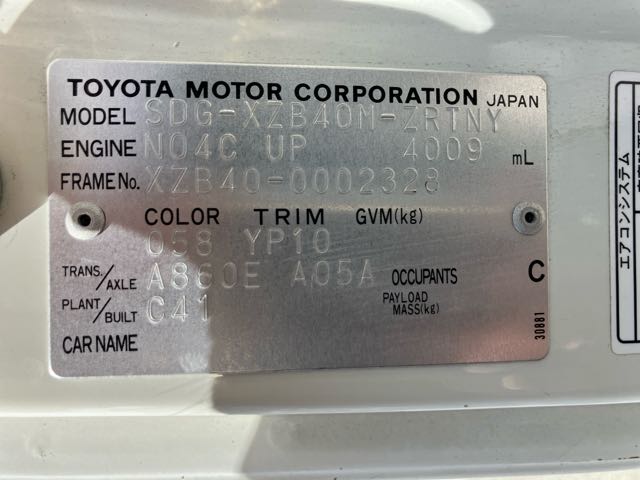 TOYOTA MOTOR CORPORATION JAPAN
MODEL SDG-XZB40M-ZRTNY
ENGINE N04C UP 4009 mL
FRAME No. XZB40-0002328
COLOR TRIM GVM(kg)
058 YP10
TRANS./AXLE A860E A05A OCCUPANTS C
PLANT/BUILT C41 PAYLOAD MASS(kg)
CAR NAME
30881
エアコンシステム